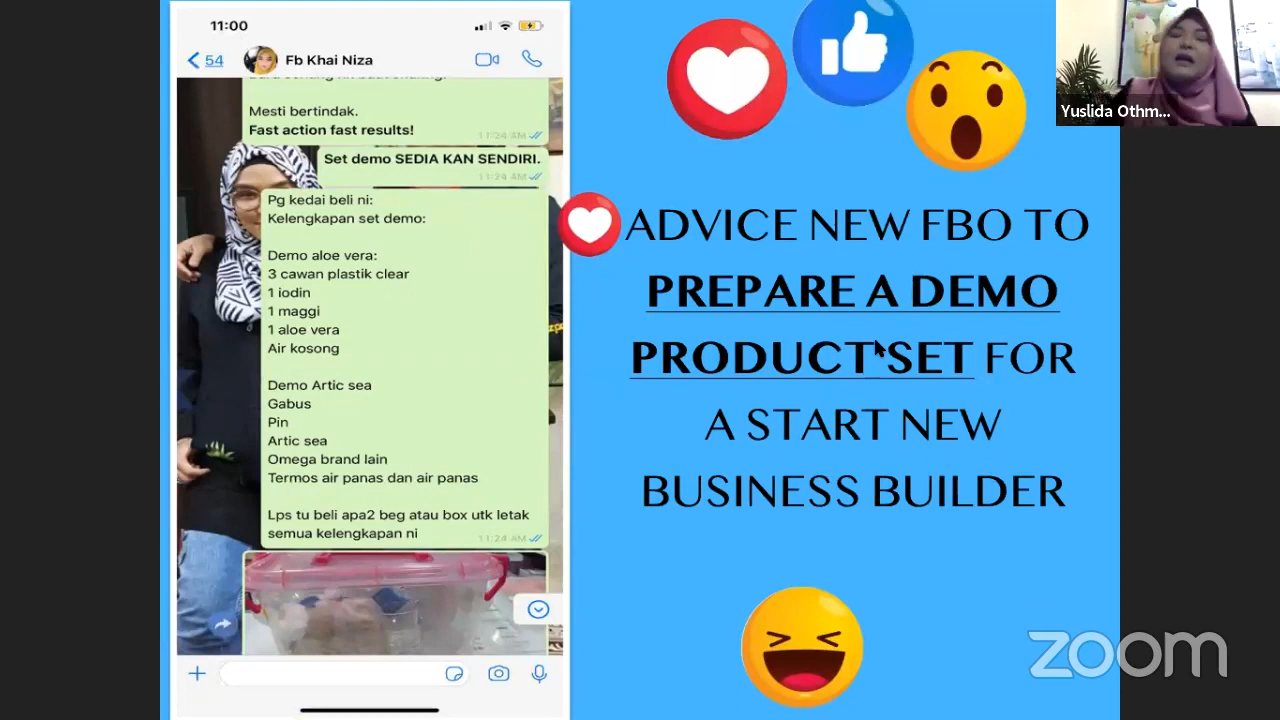 11:00
54
Fb Khai Niza
Mesti bertindak.
Fast action fast results!
11:24 AM
Set demo SEDIA KAN SENDIRI.
11:24 AM
Pg kedai beli ni:
Kelengkapan set demo:
Demo aloe vera:
3 cawan plastik clear
1 iodin
1 maggi
1 aloe vera
Air kosong
Demo Artic sea
Gabus
Pin
Artic sea
Omega brand lain
Termos air panas dan air panas
Lps tu beli apa2 beg atau box utk letak
semua kelengkapan ni
11:24 AM
ADVICE NEW FBO TO
PREPARE A DEMO
PRODUCT SET FOR
A START NEW
BUSINESS BUILDER
Yuslida Othm...
zoom